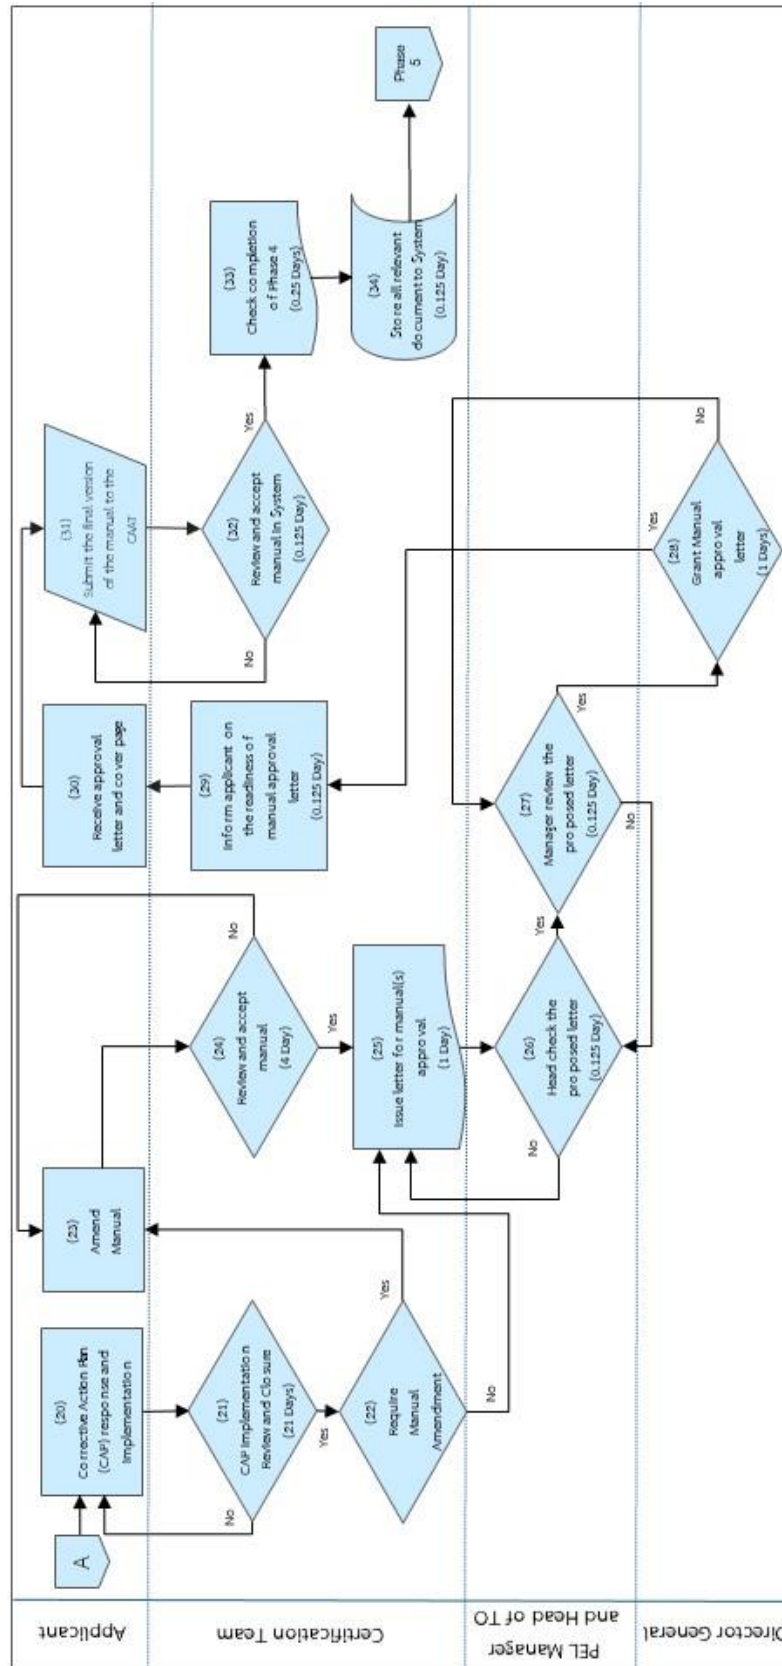 Applicant
Certification Team
PEL Manager
and Head of TO
Director General
A
(20)
Corrective Action Plan
(CAP) response and
Implementation
(21)
CAP Implementation
Review and Closure
(21 Days)
No
Yes
(22)
Require
Manual
Amendment
Yes
No
(23)
Amend
Manual
(24)
Review and accept
manual
(4 Day)
No
Yes
(25)
Issue letter for manual(s)
approval
(1 Day)
(26)
Head check the
proposed letter
(0.125 Day)
No
Yes
(27)
Manager review the
proposed letter
(0.125 Day)
No
Yes
(28)
Grant Manual
approval
letter
(1 Days)
Yes
No
(29)
Inform applicant on
the readiness of
manual approval
letter
(0.125 Day)
(30)
Receive approval
letter and cover page
(31)
Submit the final version
of the manual to the
CAAT
(32)
Review and accept
manual in System
(0.125 Day)
No
Yes
(33)
Check completion
of Phase 4
(0.25 Days)
(34)
Store all relevant
document to System
(0.125 Day)
Phase
5